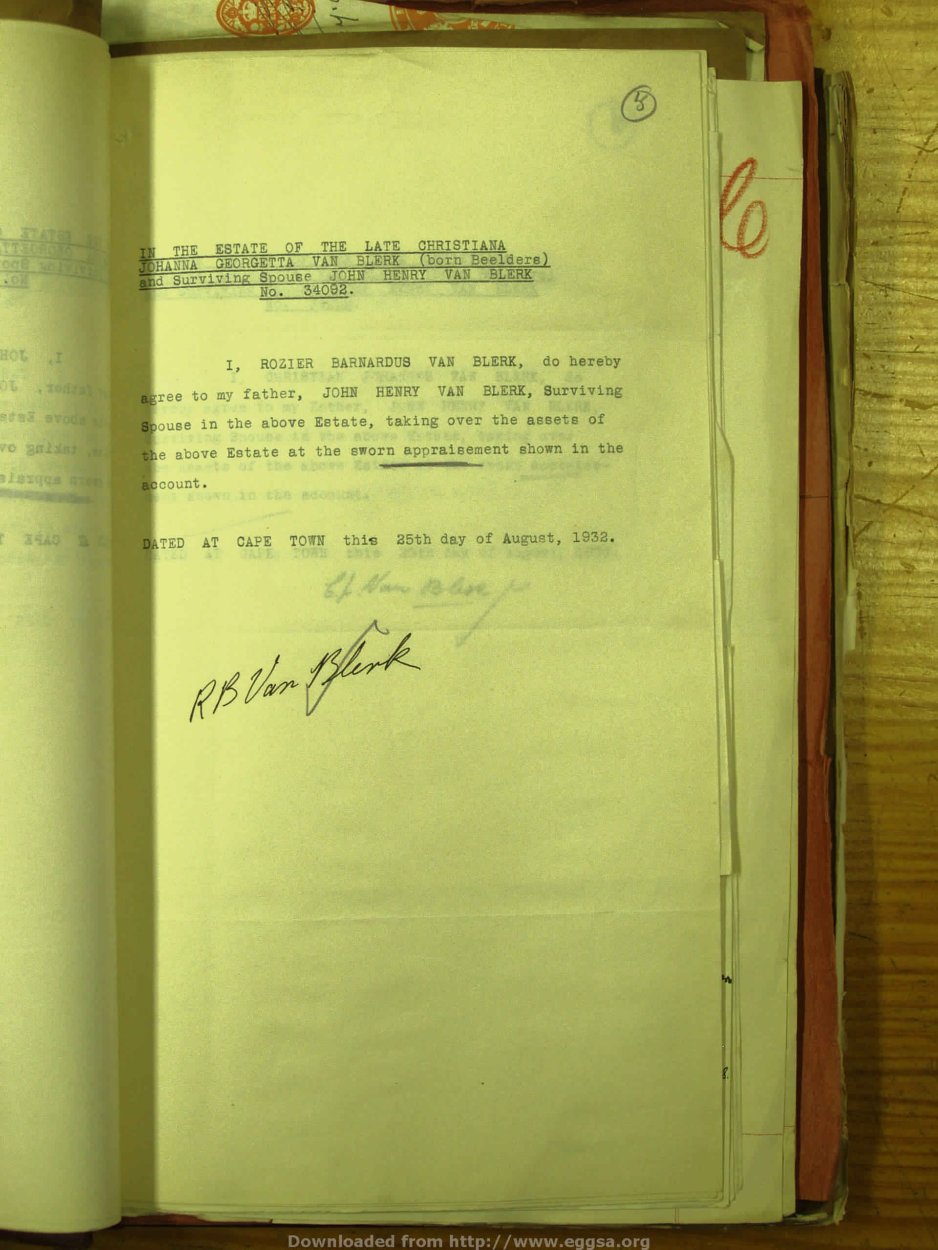 IN THE ESTATE OF THE LATE CHRISTIANA
JOHANNA GEORGETTA VAN BLERK (born Beelders)
and Surviving Spouse JOHN HENRY VAN BLERK
No. 34092.
I, ROZIER BARNARDUS VAN BLERK, do hereby
agree to my father, JOHN HENRY VAN BLERK, Surviving
Spouse in the above Estate, taking over the assets of
the above Estate at the sworn appraisement shown in the
account.
DATED AT CAPE TOWN this 25th day of August, 1932.
R B Van Blerk
Downloaded from http://www.eggsa.org